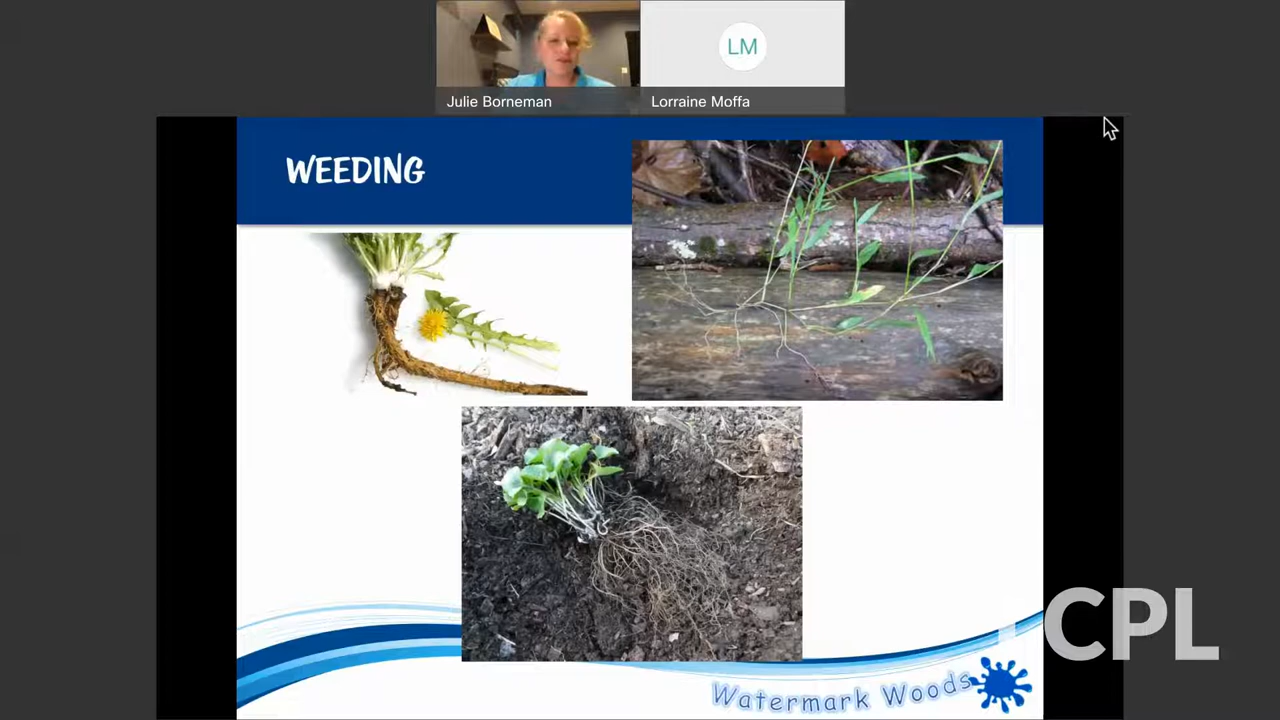 LM
Julie Borneman
Lorraine Moffa
WEEDING
CPL
Watermark Woods